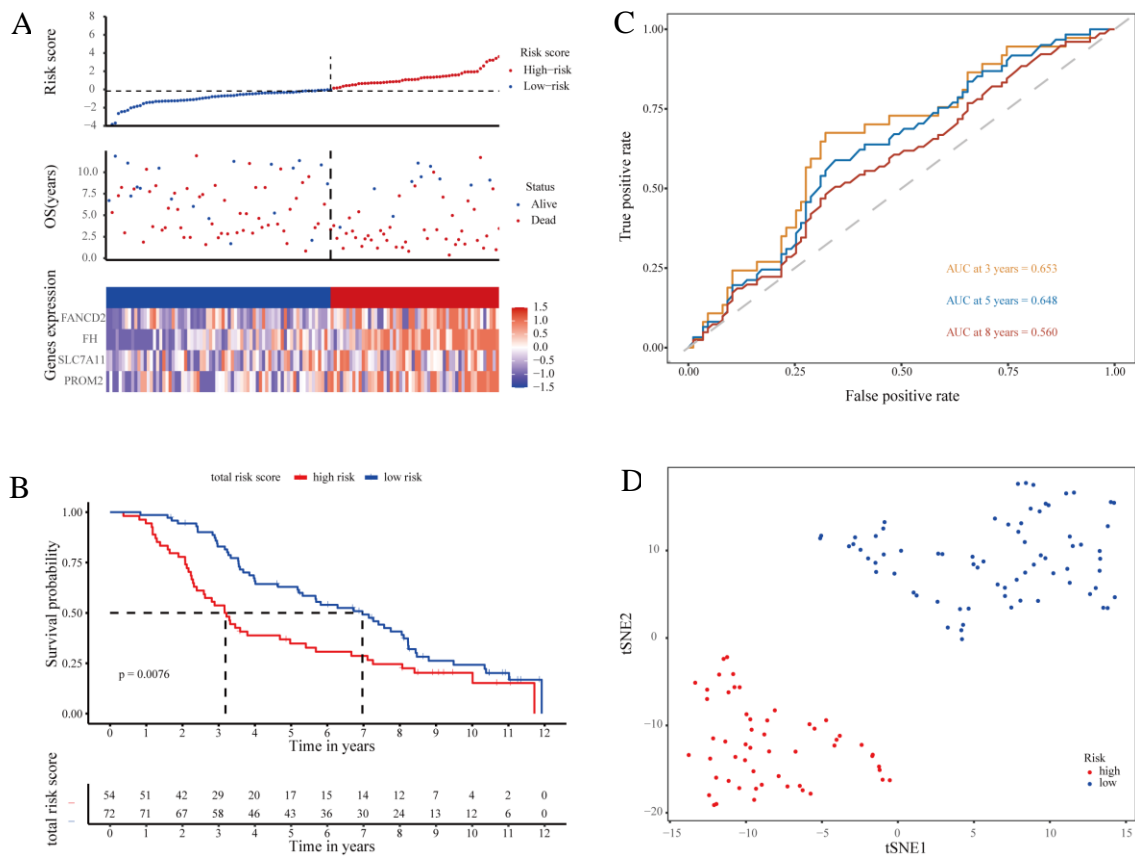 A
Risk score
8
6
4
2
0
−2
−4
Risk score
High−risk
Low−risk
OS(years)
10.0
7.5
5.0
2.5
0.0
Status
Alive
Dead
Genes expression
FANCD2
FH
SLC7A11
PROM2
1.5
1.0
0.5
0.0
−0.5
−1.0
−1.5
C
True positive rate
1.00
0.75
0.50
0.25
0.00
AUC at 3 years = 0.653
AUC at 5 years = 0.648
AUC at 8 years = 0.560
0.00 0.25 0.50 0.75 1.00
False positive rate
B
total risk score high risk low risk
Survival probability
1.00
0.75
0.50
0.25
0.00
p = 0.0076
0 1 2 3 4 5 6 7 8 9 10 11 12
Time in years
total risk score
54 51 42 29 20 17 15 14 12 7 4 2 0
72 71 67 58 46 43 36 30 24 13 12 6 0
0 1 2 3 4 5 6 7 8 9 10 11 12
Time in years
D
tSNE2
10
0
−10
−20
Risk
high
low
−15 −10 −5 0 5 10 15
tSNE1